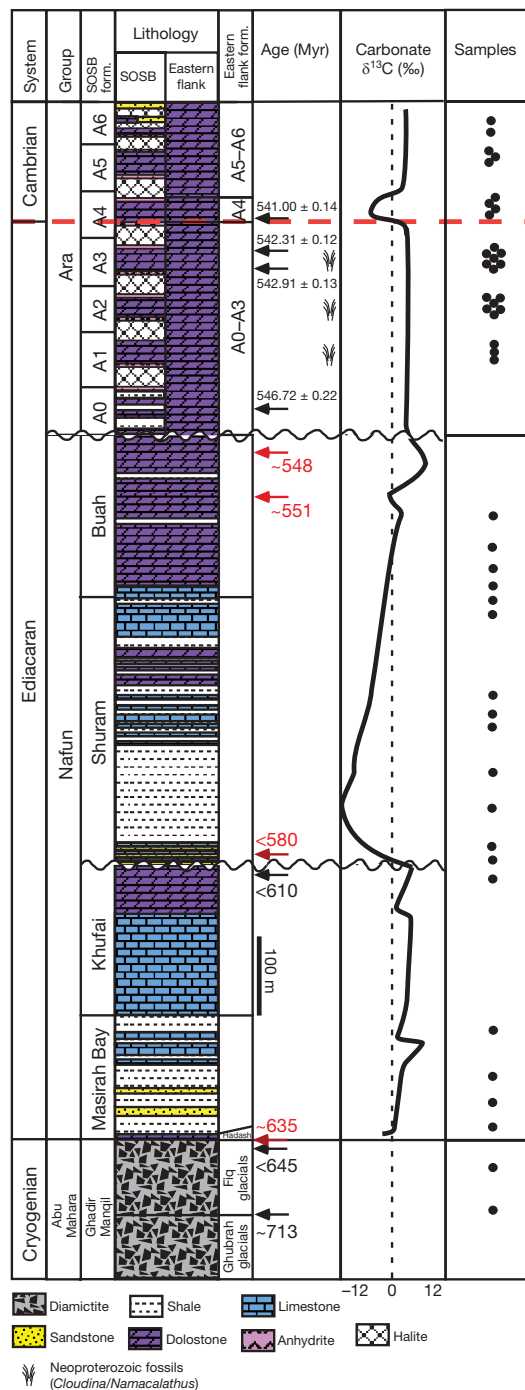 System
Group
SOSB form.
Lithology
SOSB
Eastern flank
Eastern flank form.
Age (Myr)
Carbonate
δ13C (‰)
Samples
Cambrian
A6
A5
A5–A6
A4
A4
541.00 ± 0.14
Ara
542.31 ± 0.12
A3
542.91 ± 0.13
A2
A0–A3
A1
A0
546.72 ± 0.22
~548
~551
Buah
Ediacaran
Nafun
Shuram
<580
<610
Khufai
100 m
Masirah Bay
~635
Hadash
<645
Cryogenian
Abu Mahara
Ghadir Manqil
Fiq glacials
~713
Ghubrah glacials
–12 0 12
Diamictite Shale Limestone
Sandstone Dolostone Anhydrite Halite
Neoproterozoic fossils
(Cloudina/Namacalathus)